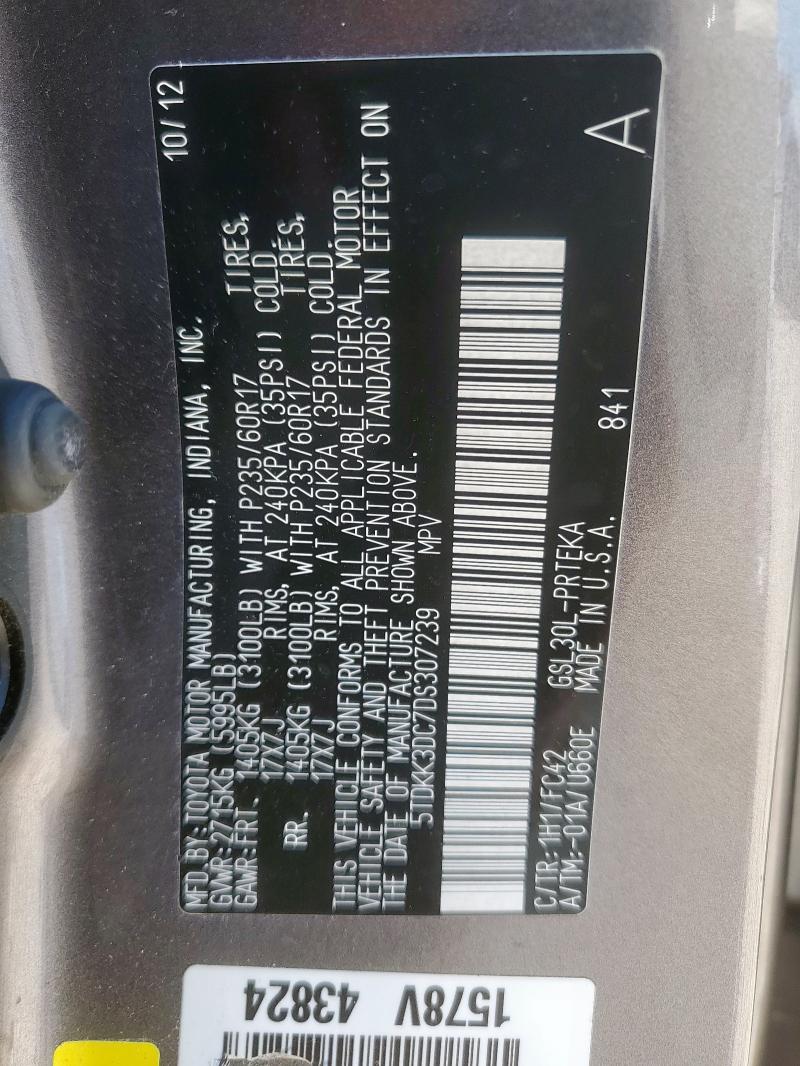 MFD.BY:TOYOTA MOTOR MANUFACTURING, INDIANA, INC. 10/12
GVWR:2715KG (5995LB)
GAWR:FRT. 1405KG (3100LB) WITH P235/60R17 TIRES,
17X7J RIMS, AT 240KPA (35PSI) COLD.
RR. 1405KG (3100LB) WITH P235/60R17 TIRES,
17X7J RIMS, AT 240KPA (35PSI) COLD.
THIS VEHICLE CONFORMS TO ALL APPLICABLE FEDERAL MOTOR
VEHICLE SAFETY AND THEFT PREVENTION STANDARDS IN EFFECT ON
THE DATE OF MANUFACTURE SHOWN ABOVE.
5TDKK3DC7DS307239 MPV
C/TR:1H1/FC42 GSL30L-PRTEKA 841 A
A/TM:-01A/U660E MADE IN U.S.A.
1578V 43824